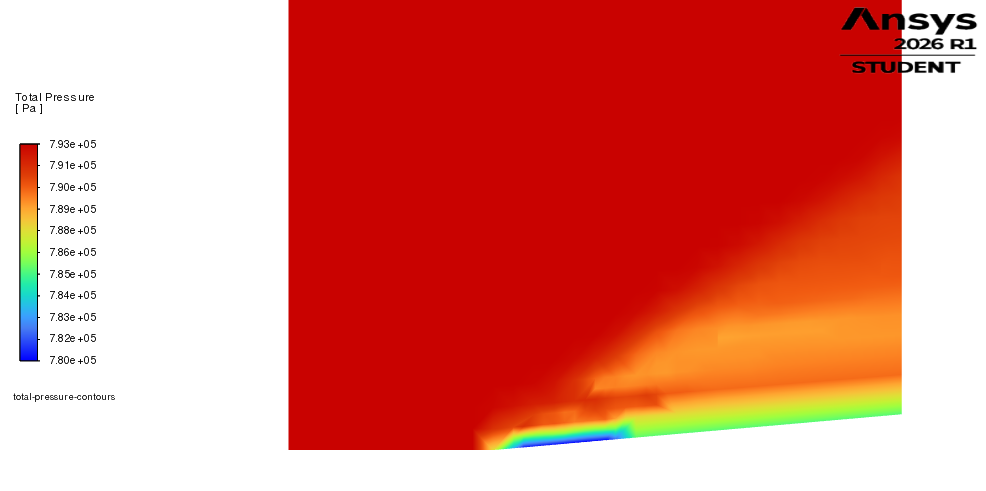 Ansys
2026 R1
STUDENT
Total Pressure
[ Pa ]
7.93e+05
7.91e+05
7.90e+05
7.89e+05
7.88e+05
7.86e+05
7.85e+05
7.84e+05
7.83e+05
7.82e+05
7.80e+05
total-pressure-contours